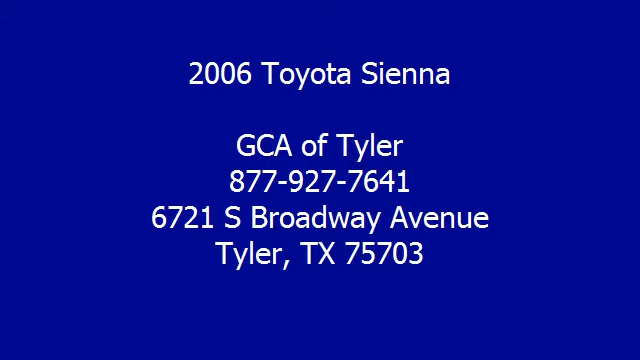 2006 Toyota Sienna
GCA of Tyler
877-927-7641
6721 S Broadway Avenue
Tyler, TX 75703